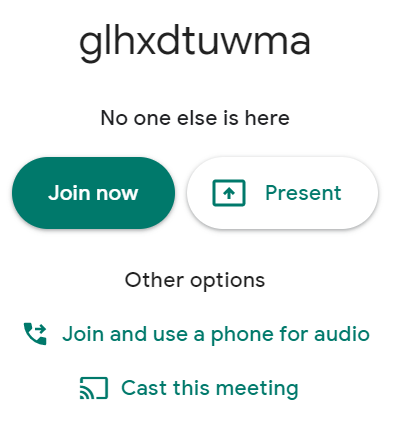 glhxdtuwma
No one else is here
Join now
Present
Other options
Join and use a phone for audio
Cast this meeting